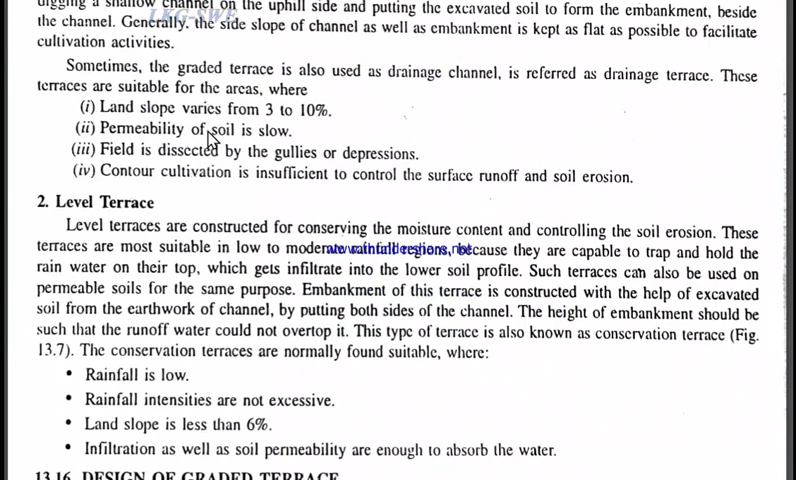 digging a shallow channel on the uphill side and putting the excavated soil to form the embankment, beside
the channel. Generally. the side slope of channel as well as embankment is kept as flat as possible to facilitate
cultivation activities.
Sometimes, the graded terrace is also used as drainage channel, is referred as drainage terrace. These
terraces are suitable for the areas, where
(i) Land slope varies from 3 to 10%.
(ii) Permeability of soil is slow.
(iii) Field is dissected by the gullies or depressions.
(iv) Contour cultivation is insufficient to control the surface runoff and soil erosion.
2. Level Terrace
Level terraces are constructed for conserving the moisture content and controlling the soil erosion. These
terraces are most suitable in low to moderate rainfall regions, because they are capable to trap and hold the
rain water on their top, which gets infiltrate into the lower soil profile. Such terraces can also be used on
permeable soils for the same purpose. Embankment of this terrace is constructed with the help of excavated
soil from the earthwork of channel, by putting both sides of the channel. The height of embankment should be
such that the runoff water could not overtop it. This type of terrace is also known as conservation terrace (Fig.
13.7). The conservation terraces are normally found suitable, where:
• Rainfall is low.
• Rainfall intensities are not excessive.
• Land slope is less than 6%.
• Infiltration as well as soil permeability are enough to absorb the water.
13.16 DESIGN OF GRADED TERRACE